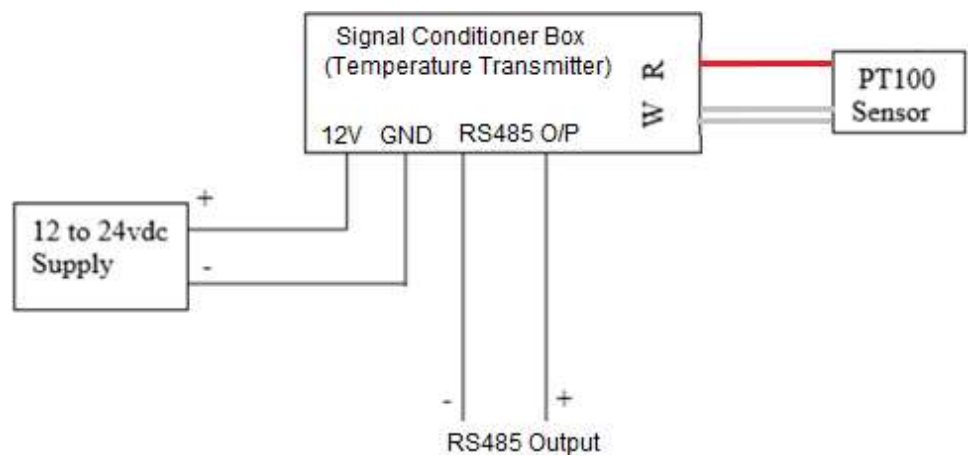 Signal Conditioner Box
(Temperature Transmitter)
R
W
PT100
Sensor
12V GND RS485 O/P
+
12 to 24vdc
Supply
-
- +
RS485 Output